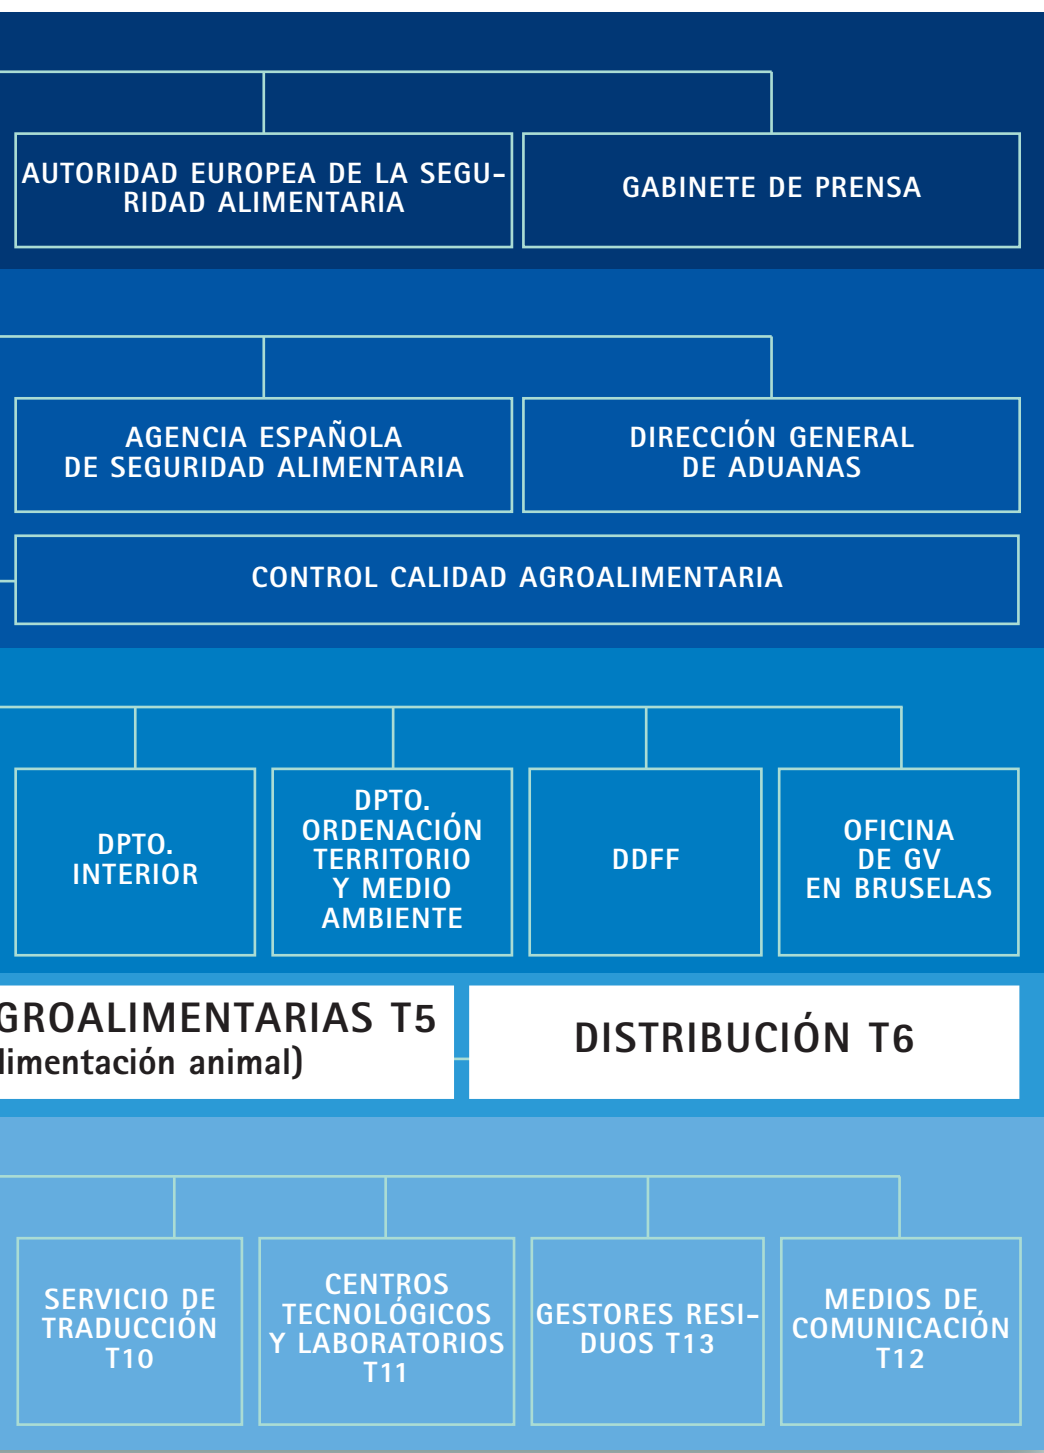 AUTORIDAD EUROPEA DE LA SEGU-
RIDAD ALIMENTARIA
GABINETE DE PRENSA
AGENCIA ESPAÑOLA
DE SEGURIDAD ALIMENTARIA
DIRECCIÓN GENERAL
DE ADUANAS
CONTROL CALIDAD AGROALIMENTARIA
DPTO.
INTERIOR
DPTO.
ORDENACIÓN
TERRITORIO
Y MEDIO
AMBIENTE
DDFF
OFICINA
DE GV
EN BRUSELAS
GROALIMENTARIAS T5
limentación animal)
DISTRIBUCIÓN T6
SERVICIO DE
TRADUCCIÓN
T10
CENTROS
TECNOLÓGICOS
Y LABORATORIOS
T11
GESTORES RESI-
DUOS T13
MEDIOS DE
COMUNICACIÓN
T12